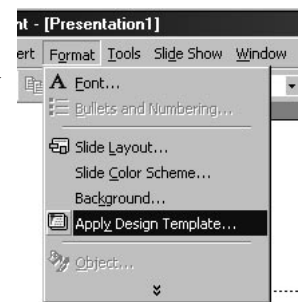 nt - [Presentation1]
ert Format Tools Slide Show Window
A Font...
Bullets and Numbering...
Slide Layout...
Slide Color Scheme...
Background...
Apply Design Template...
Object...